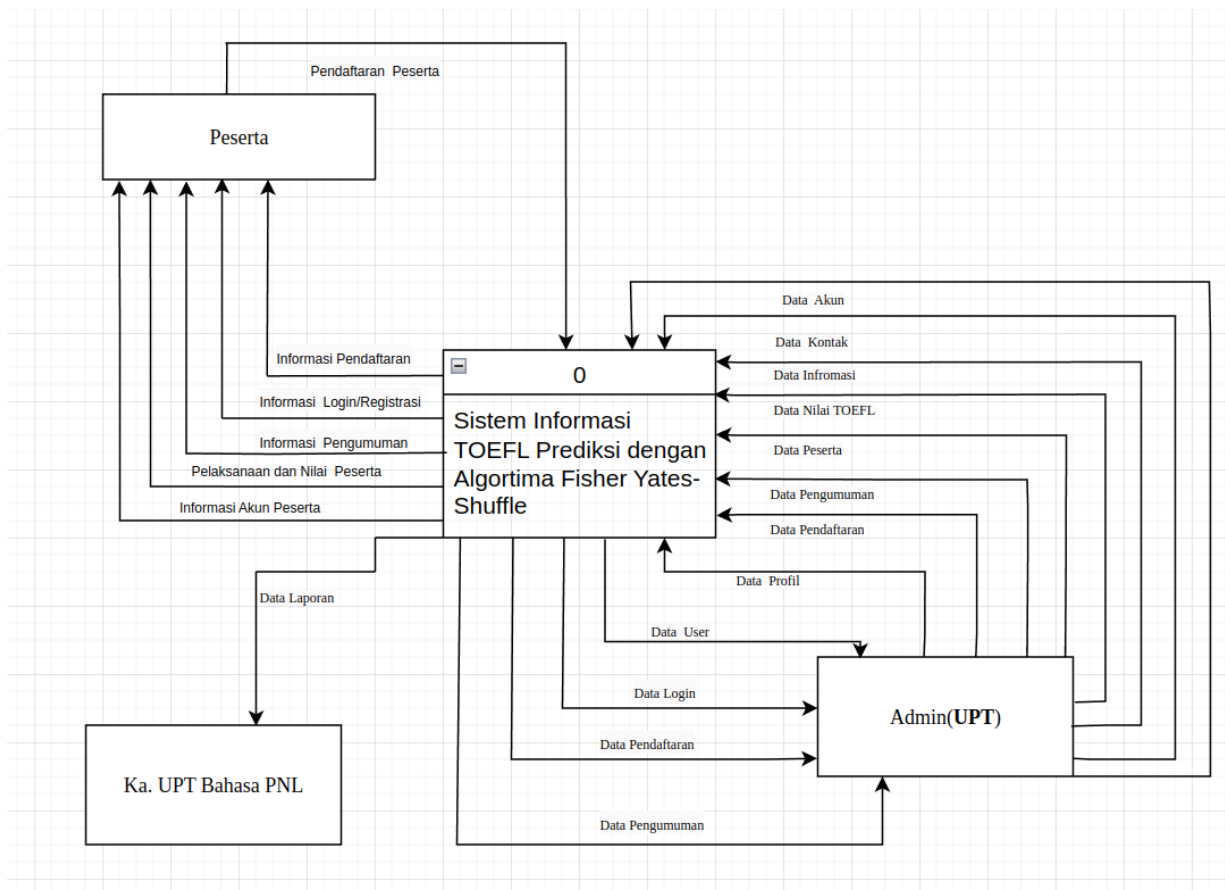 Pendaftaran Peserta
Peserta
Data Akun
Data Kontak
Informasi Pendaftaran
0
Data Infromasi
Informasi Login/Registrasi
Data Nilai TOEFL
Sistem Informasi
TOEFL Prediksi dengan
Algortima Fisher Yates-
Shuffle
Informasi Pengumuman
Data Peserta
Pelaksanaan dan Nilai Peserta
Data Pengumuman
Informasi Akun Peserta
Data Pendaftaran
Data Profil
Data Laporan
Data User
Data Login
Admin(UPT)
Data Pendaftaran
Ka. UPT Bahasa PNL
Data Pengumuman